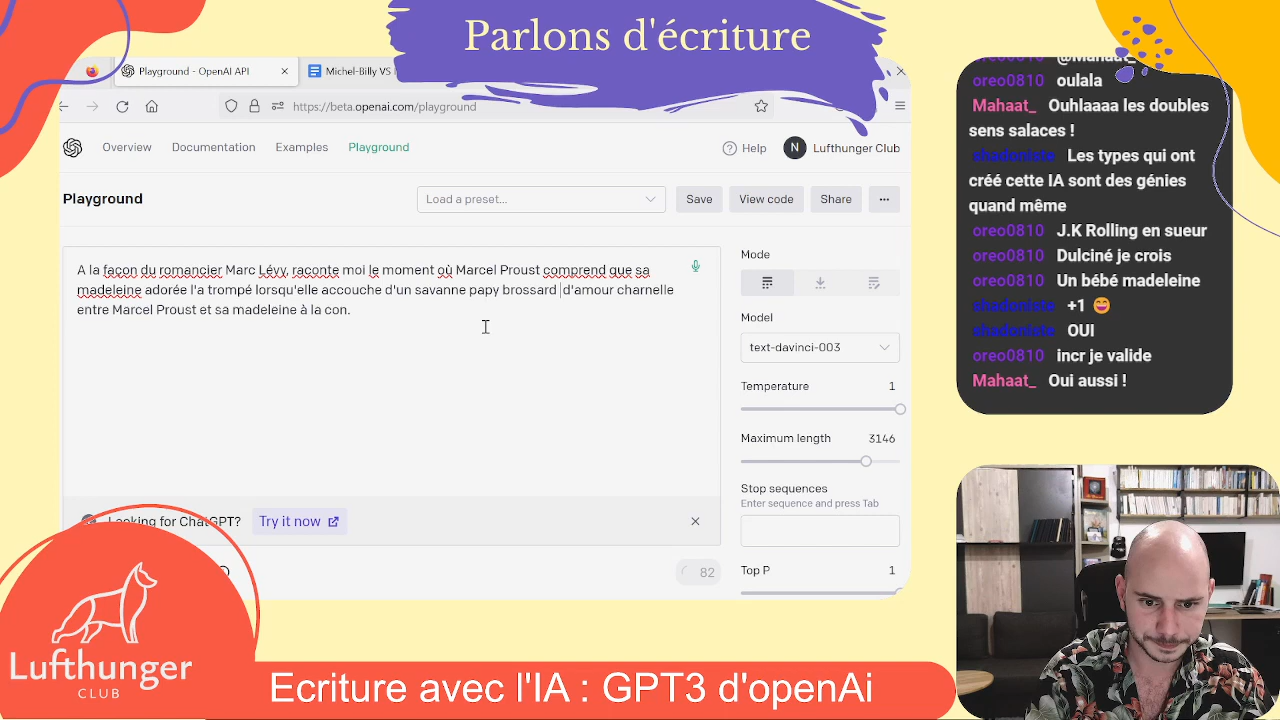 Parlons d'écriture
Playground - OpenAI API
Michel-Billy VS
https://beta.openai.com/playground
Overview
Documentation
Examples
Playground
Help
N
Lufthunger Club
Playground
Load a preset...
Save
View code
Share
...
A la façon du romancier Marc Lévy, raconte moi le moment où Marcel Proust comprend que sa
madeleine adorée l'a trompé lorsqu'elle accouche d'un savanne papy brossard d'amour charnelle
entre Marcel Proust et sa madeleine à la con.
Looking for ChatGPT?
Try it now
82
Mode
Model
text-davinci-003
Temperature 1
Maximum length 3146
Stop sequences
Enter sequence and press Tab
Top P 1
oreo0810 @Mahaat_
oreo0810 oulala
Mahaat_ Ouhlaaaa les doubles
sens salaces !
shadoniste Les types qui ont
créé cette IA sont des génies
quand même
oreo0810 J.K Rolling en sueur
oreo0810 Dulciné je crois
oreo0810 Un bébé madeleine
shadoniste +1 😄
shadoniste OUI
oreo0810 incr je valide
Mahaat_ Oui aussi !
Lufthunger
CLUB
Ecriture avec l'IA : GPT3 d'openAi